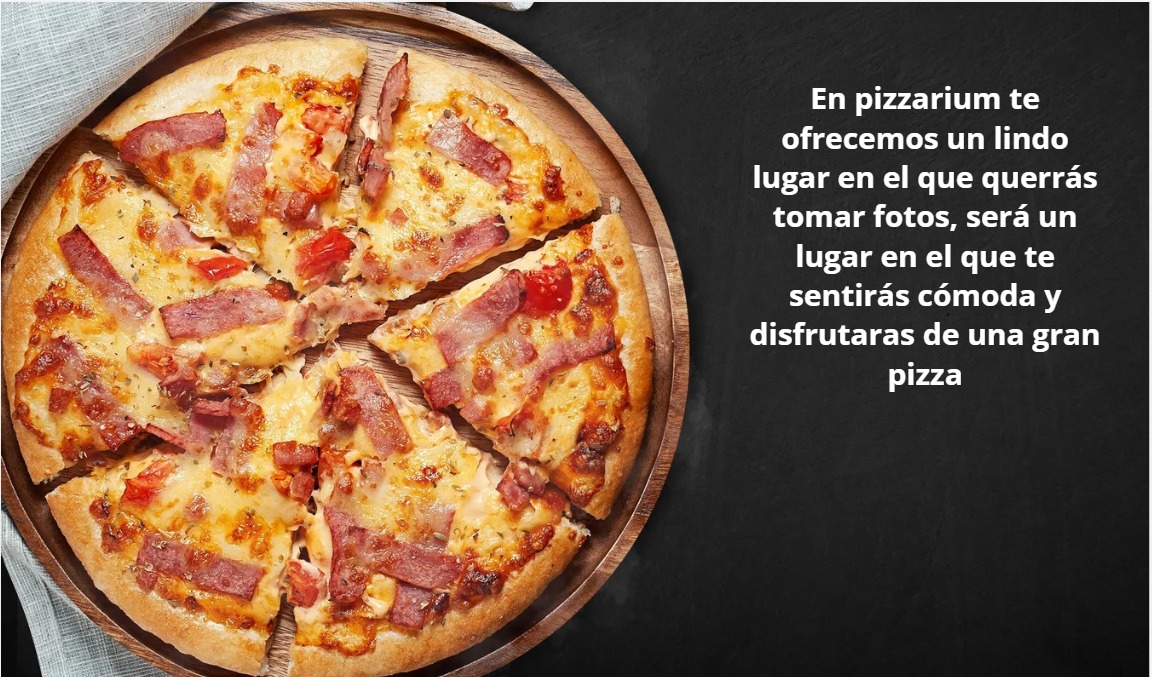 En pizzarium te
ofrecemos un lindo
lugar en el que querrás
tomar fotos, será un
lugar en el que te
sentirás cómoda y
disfrutaras de una gran
pizza